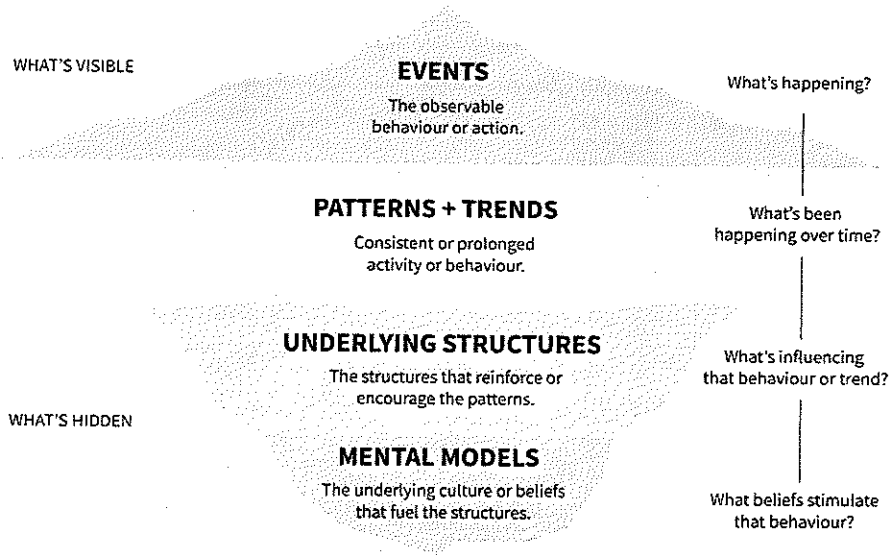 WHAT'S VISIBLE
EVENTS
The observable
behaviour or action.
What's happening?
PATTERNS + TRENDS
Consistent or prolonged
activity or behaviour.
What's been
happening over time?
UNDERLYING STRUCTURES
The structures that reinforce or
encourage the patterns.
What's influencing
that behaviour or trend?
WHAT'S HIDDEN
MENTAL MODELS
The underlying culture or beliefs
that fuel the structures.
What beliefs stimulate
that behaviour?